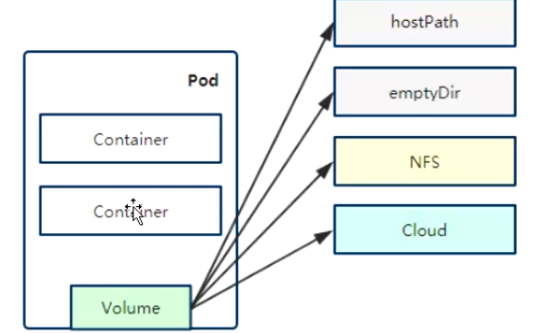 Pod
Container
Container
Volume
hostPath
emptyDir
NFS
Cloud